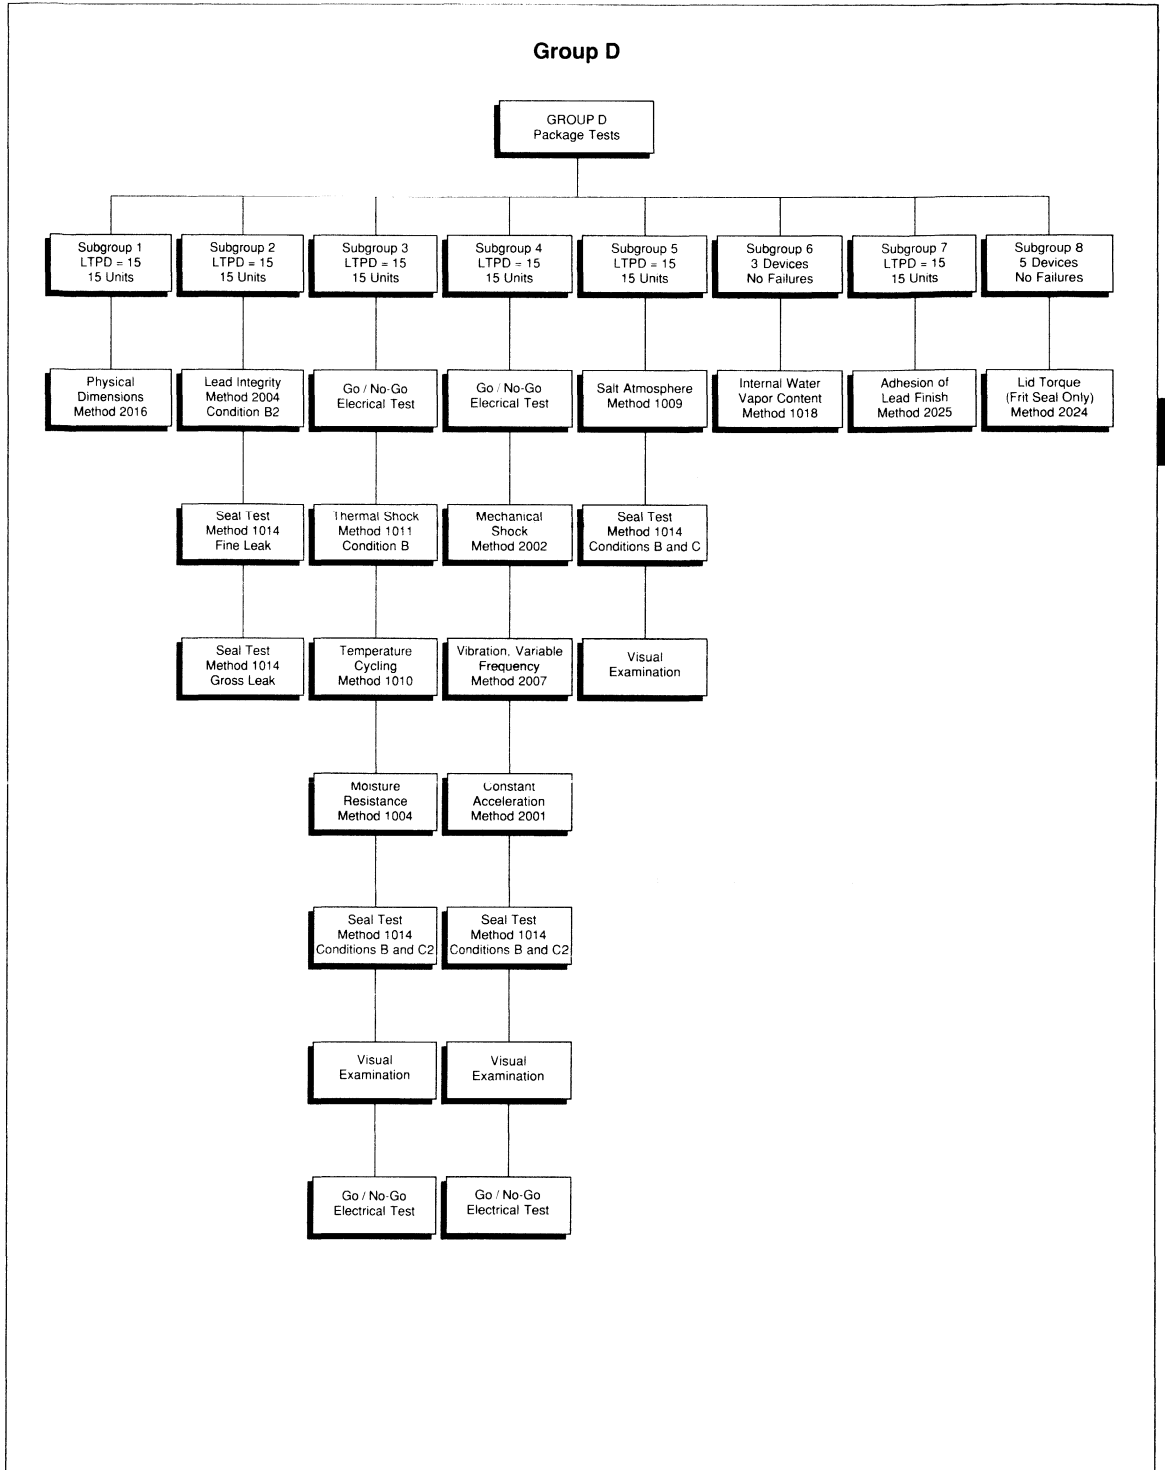 Group D
GROUP D
Package Tests
Subgroup 1
LTPD = 15
15 Units
Subgroup 2
LTPD = 15
15 Units
Subgroup 3
LTPD = 15
15 Units
Subgroup 4
LTPD = 15
15 Units
Subgroup 5
LTPD = 15
15 Units
Subgroup 6
3 Devices
No Failures
Subgroup 7
LTPD = 15
15 Units
Subgroup 8
5 Devices
No Failures
Physical
Dimensions
Method 2016
Lead Integrity
Method 2004
Condition B2
Go / No-Go
Elecrical Test
Go / No-Go
Elecrical Test
Salt Atmosphere
Method 1009
Internal Water
Vapor Content
Method 1018
Adhesion of
Lead Finish
Method 2025
Lid Torque
(Frit Seal Only)
Method 2024
Seal Test
Method 1014
Fine Leak
Thermal Shock
Method 1011
Condition B
Mechanical
Shock
Method 2002
Seal Test
Method 1014
Conditions B and C
Seal Test
Method 1014
Gross Leak
Temperature
Cycling
Method 1010
Vibration, Variable
Frequency
Method 2007
Visual
Examination
Moisture
Resistance
Method 1004
Constant
Acceleration
Method 2001
Seal Test
Method 1014
Conditions B and C2
Seal Test
Method 1014
Conditions B and C2
Visual
Examination
Visual
Examination
Go / No-Go
Electrical Test
Go / No-Go
Electrical Test